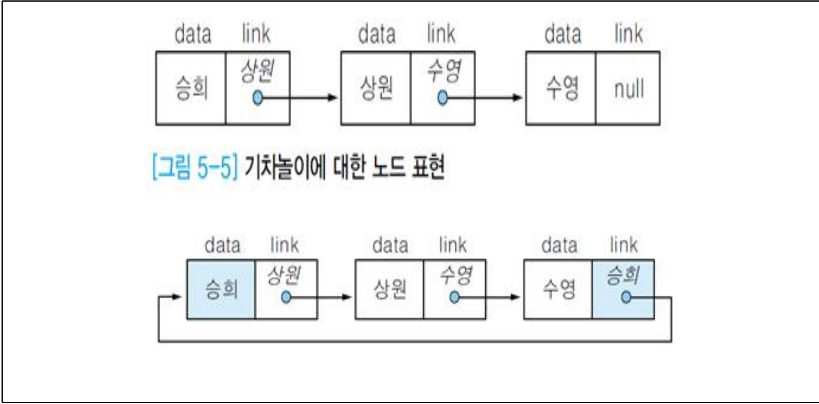 data link data link data link
승희 상원 상원 수영 수영 null
[그림 5-5] 기차놀이에 대한 노드 표현
data link data link data link
승희 상원 상원 수영 수영 승희